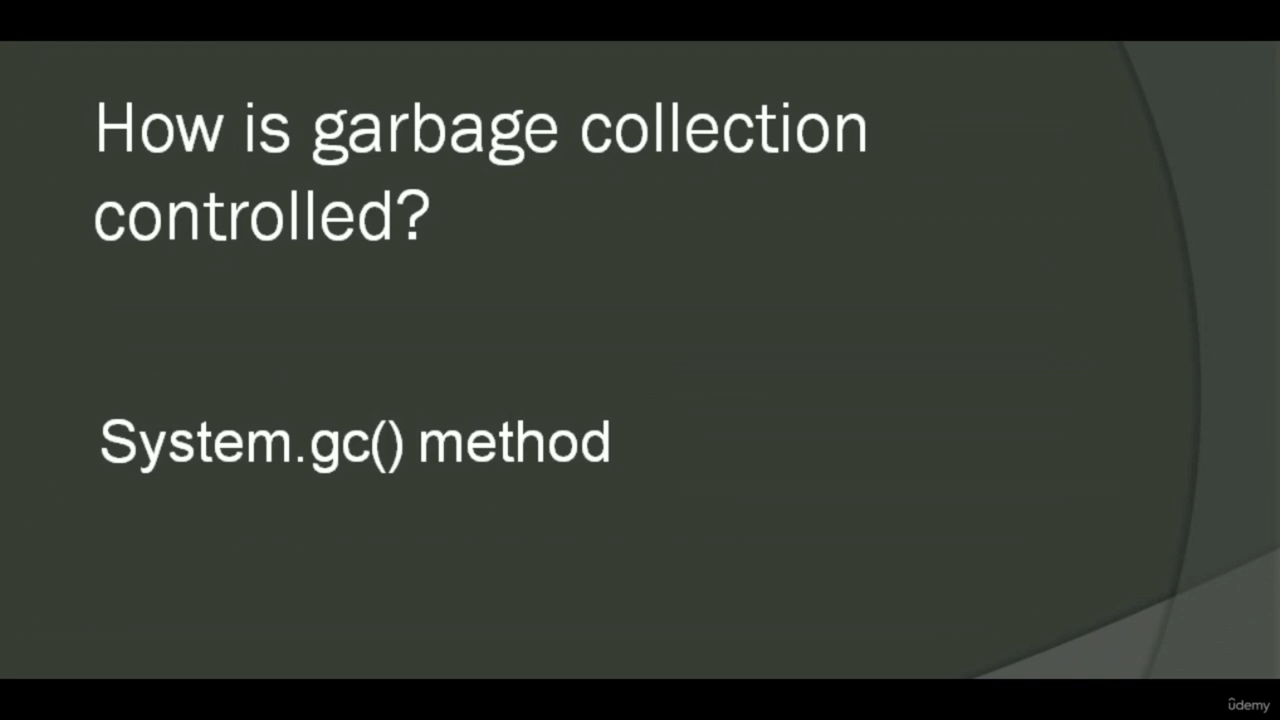 How is garbage collection
controlled?
System.gc() method
ûdemy